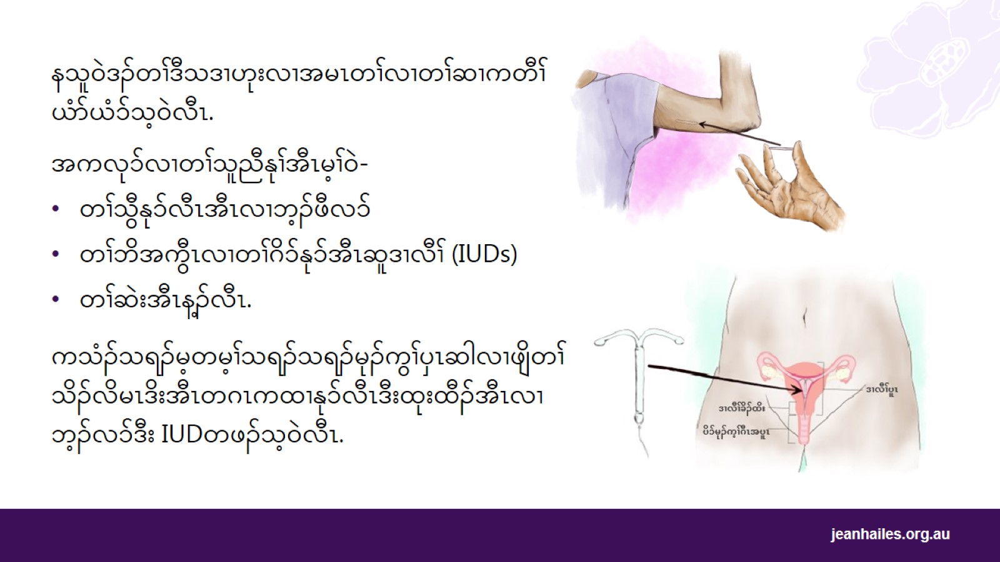 နသူဝဲဒၣ်တၢ်ဒီသဒၢဟုးလၢအမၤတၢ်လၢတၢ်ဆၢကတီၢ်
ယံာ်ယံာ်သ့ဝဲလီၤ.
အကလုာ်လၢတၢ်သူညီနုၢ်အီၤမ့ၢ်ဝဲ-
• တၢ်သွီနုာ်လီၤအီၤလၢဘ့ၣ်ဖီလာ်
• တၢ်ဘိအကွီၤလၢတၢ်ဂိာ်နုာ်အီၤဆူဒၢလီၢ် (IUDs)
• တၢ်ဆဲးအီၤန့ၣ်လီၤ.
ကသံၣ်သရၣ်မ့တမ့ၢ်သရၣ်သရၣ်မုၣ်ကွၢ်ပှၤဆါလၢဖျိတၢ်
သိၣ်လိမၤဒိးအီၤတဂၤကထၢနုာ်လီၤဒီးထုးထီၣ်အီၤလၢ
ဘ့ၣ်လာ်ဒီး IUDတဖၣ်သ့ဝဲလီၤ.
ဒၢလီၢ်ပူၤ
ဒၢလီၢ်ခိၣ်ထိး
ပိာ်မုၣ်က့ၢ်ဂီၤအပူၤ
jeanhailes.org.au